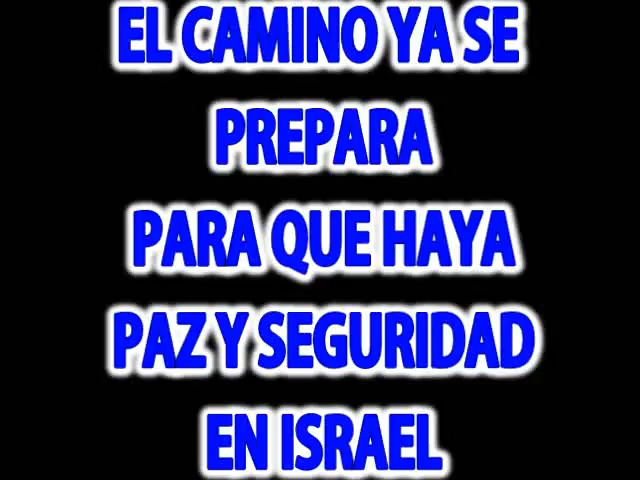 EL CAMINO YA SE
PREPARA
PARA QUE HAYA
PAZ Y SEGURIDAD
EN ISRAEL